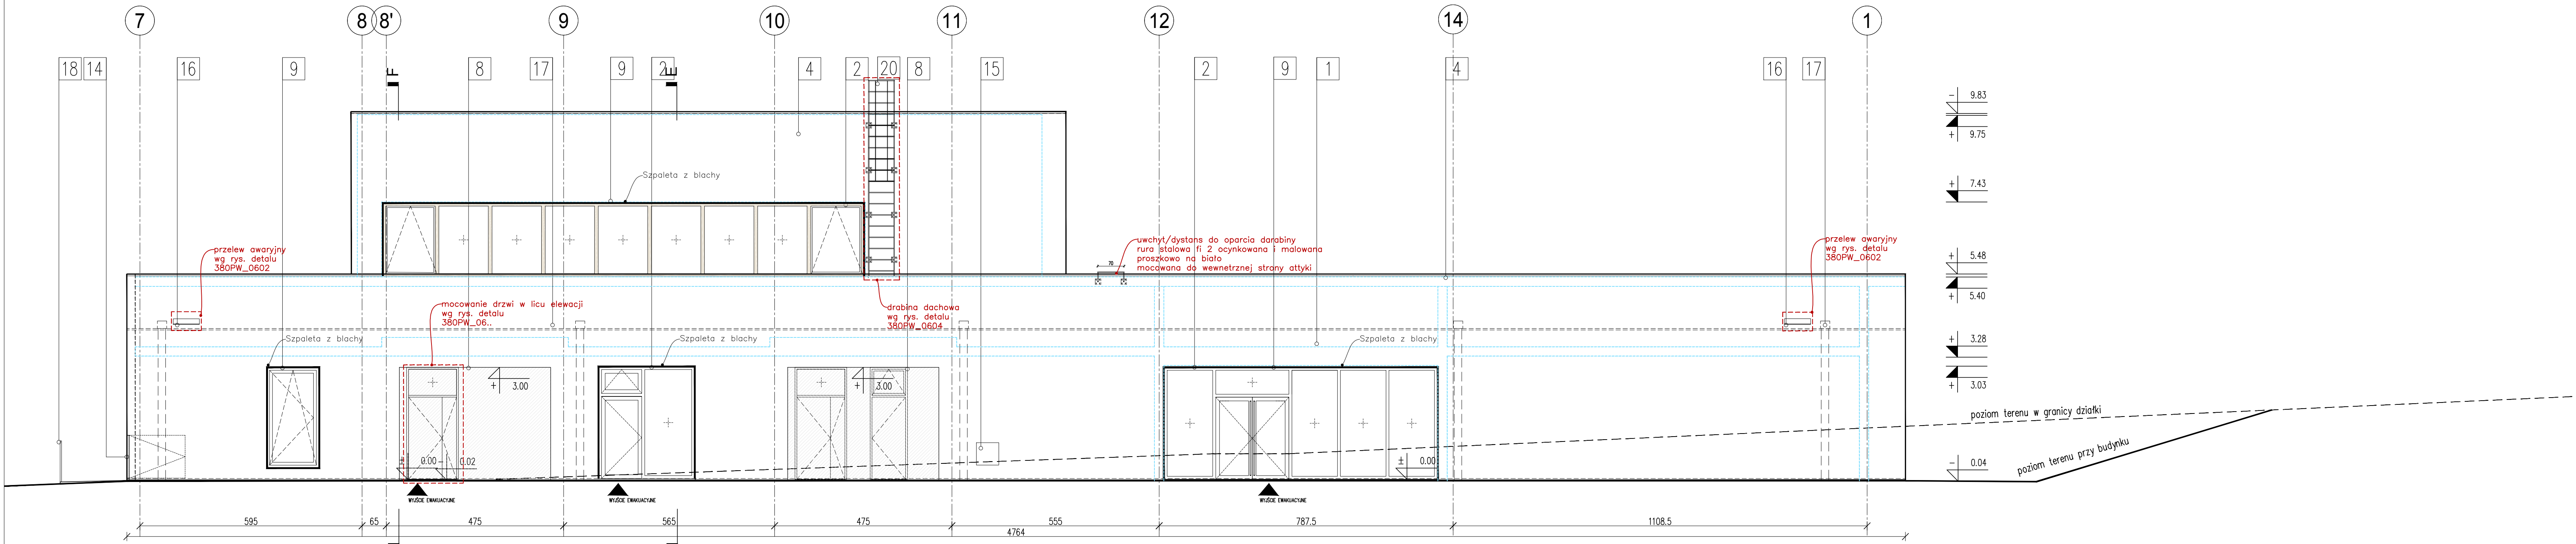 7 8 8' 9 10 11 12 14 1
18 14 16 9 8 17 9 2 4 2 20 8 15 2 9 1 4 16 17
F E
- 9.83
+ 9.75
Szpaleta z blachy
+ 7.43
przelew awaryjny
wg rys. detalu
380PW_0602
uwchyt/dystans do oparcia darabiny
rura stalowa fi 2 ocynkowana i malowana
proszkowo na biało
mocowana do wewnetrznej strony attyki
70
przelew awaryjny
wg rys. detalu
380PW_0602
+ 5.48
+ 5.40
mocowanie drzwi w licu elewacji
wg rys. detalu
380PW_06..
drabina dachowa
wg rys. detalu
380PW_0604
Szpaleta z blachy
Szpaleta z blachy
Szpaleta z blachy
+ 3.28
+ 3.00
+ 3.00
+ 3.03
poziom terenu w granicy działki
poziom terenu przy budynku
± 0.00
- 0.02
± 0.00
- 0.04
WYJŚCIE EWAKUACYJNE
WYJŚCIE EWAKUACYJNE
WYJŚCIE EWAKUACYJNE
595 65 475 565 475 555 787.5 1108.5
4764